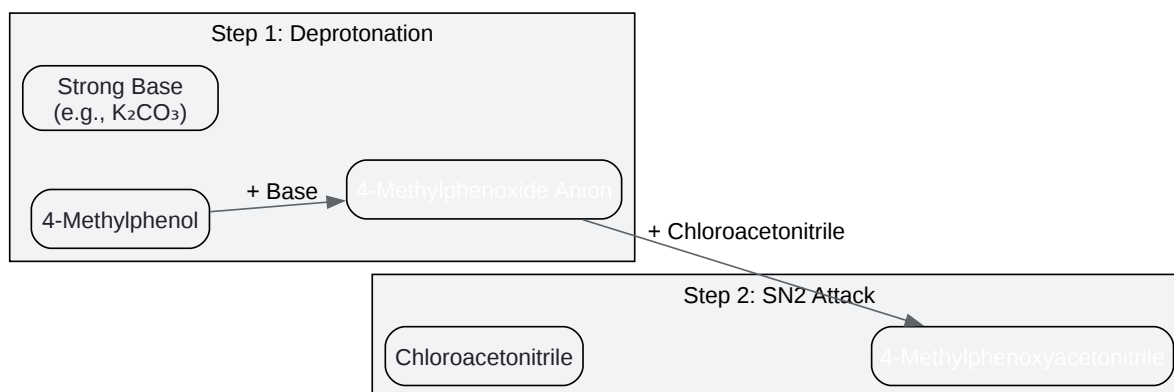 Step 1: Deprotonation
Strong Base
(e.g., K₂CO₃)
4-Methylphenol
+ Base
4-Methylphenoxide Anion
+ Chloroacetonitrile
Step 2: SN2 Attack
Chloroacetonitrile
4-Methylphenoxyacetonitrile